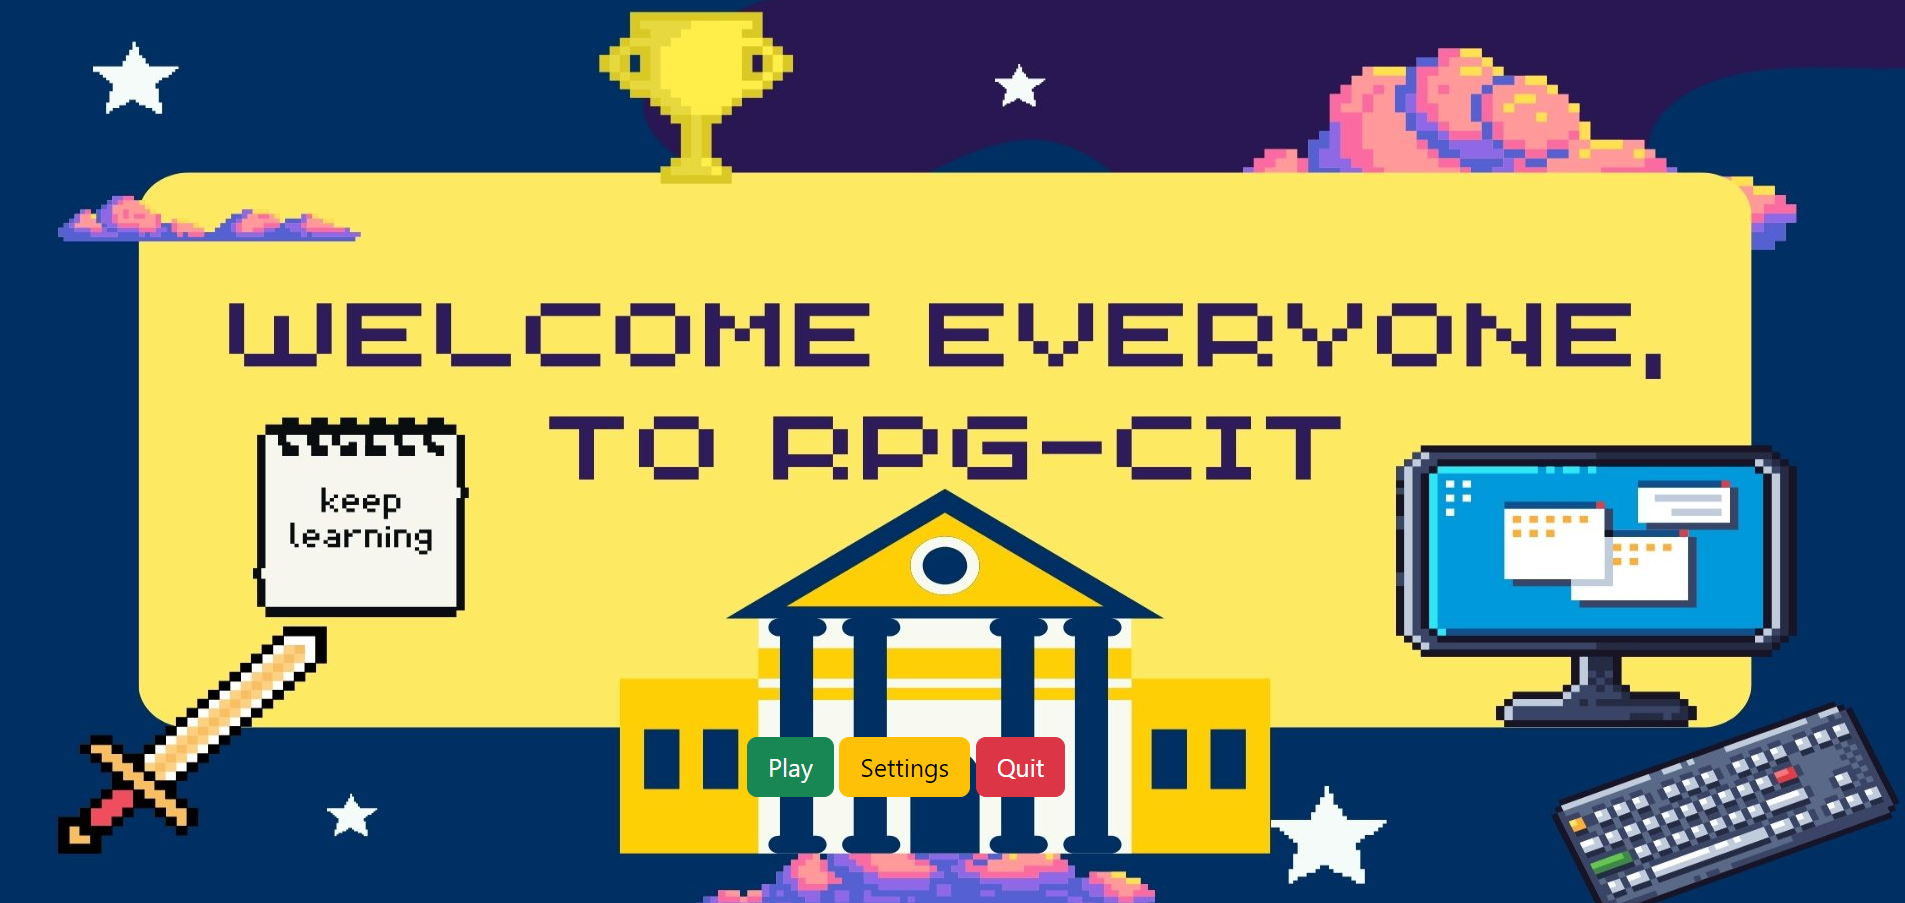 WELCOME EVERYONE,
TO RPG-CIT
keep
learning
Play
Settings
Quit